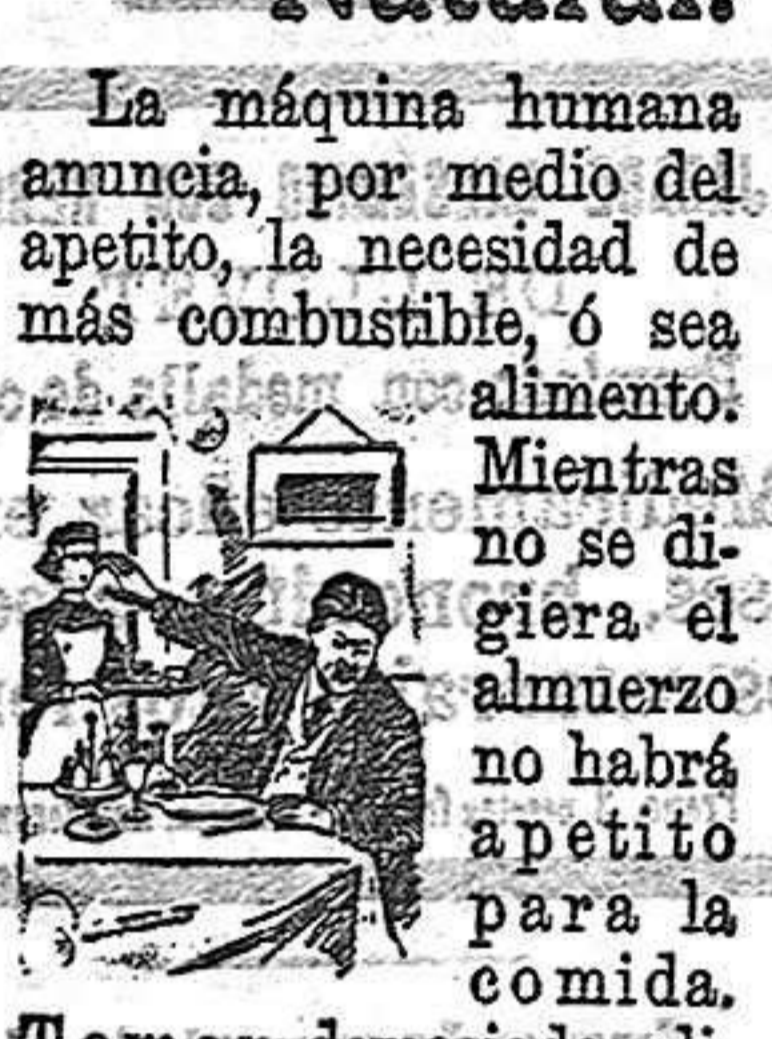 Natural.
La máquina humana
anuncia, por medio del
apetito, la necesidad de
más combustible, ó sea
alimento.
Mientras
no se di-
giera el
almuerzo
no habrá
apetito
para la
comida.